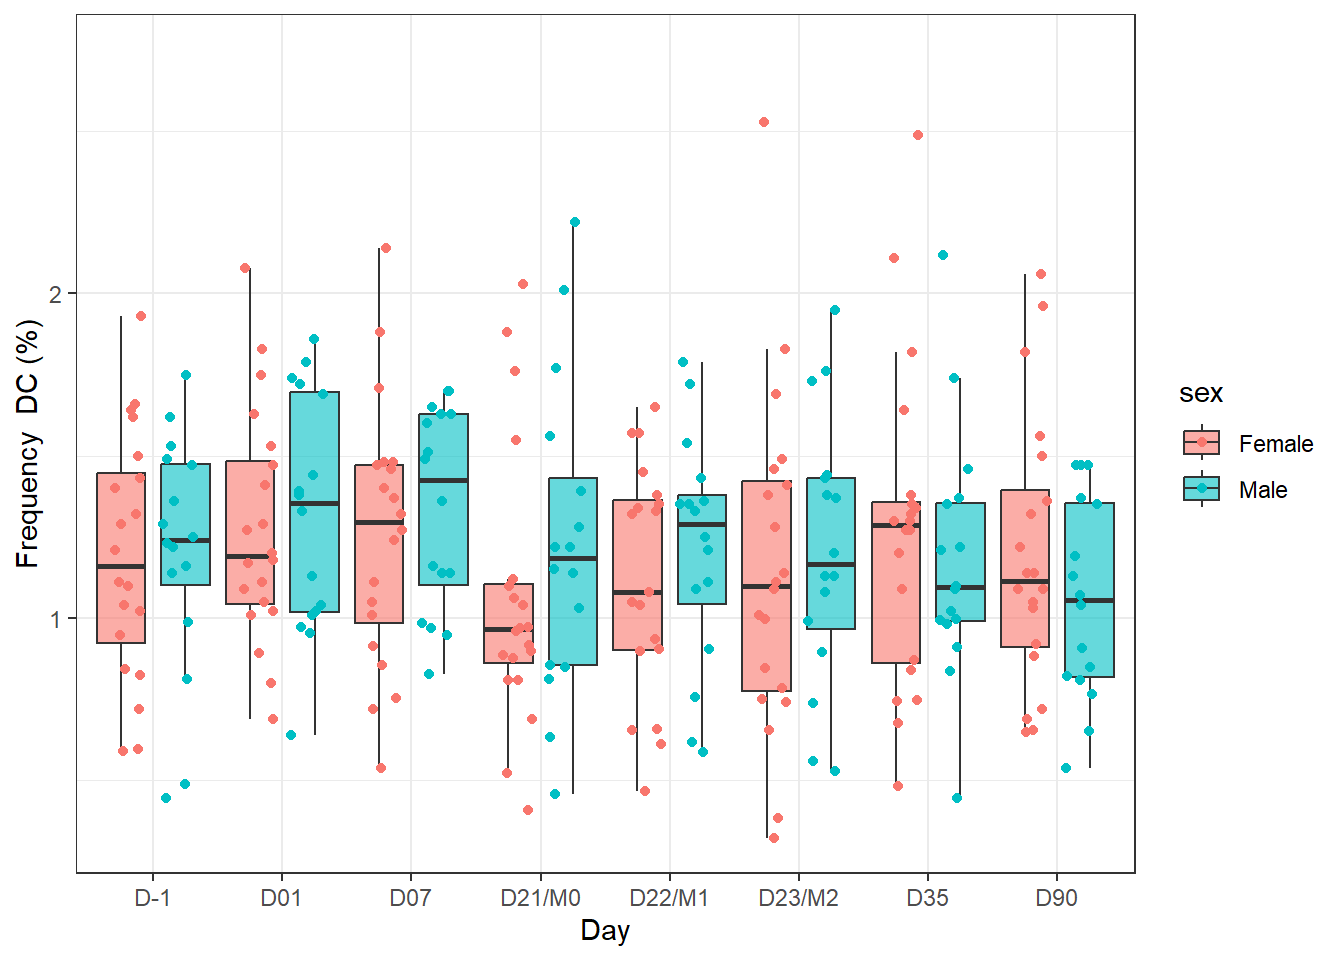 Frequency  DC (%)
2
1
D-1 D01 D07 D21/M0 D22/M1 D23/M2 D35 D90
Day
sex
Female
Male